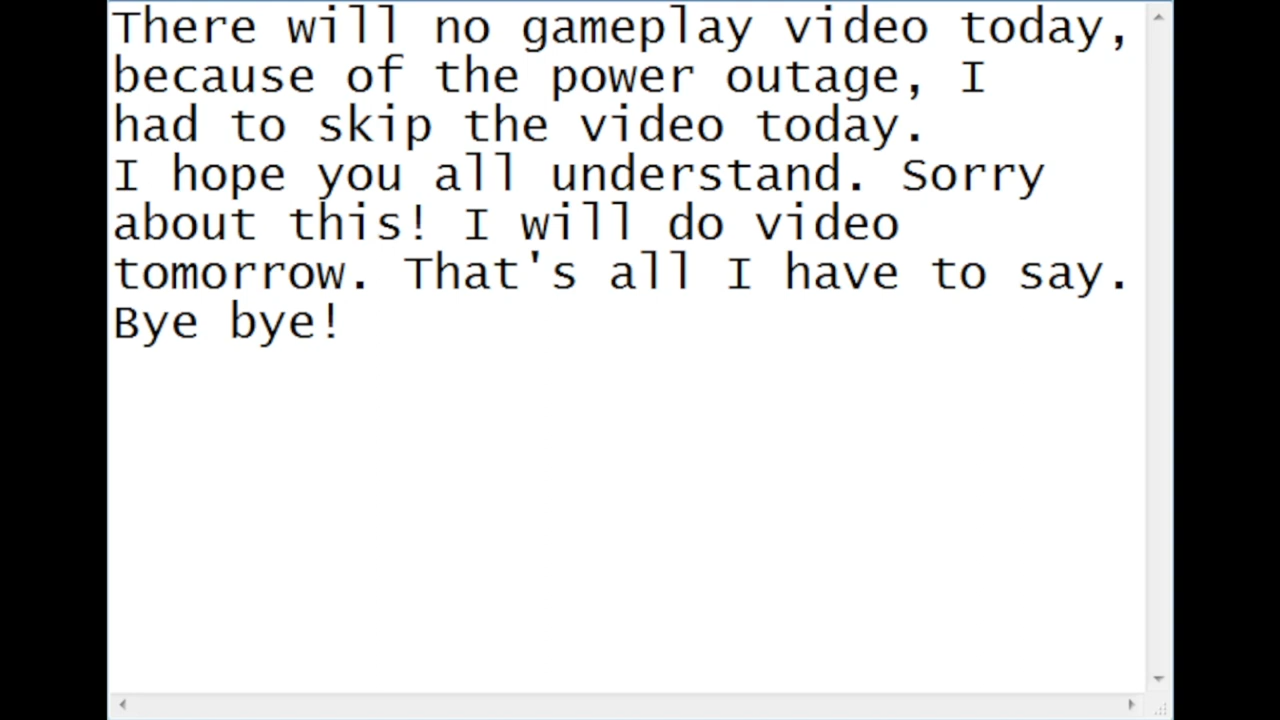 There will no gameplay video today,
because of the power outage, I
had to skip the video today.
I hope you all understand. Sorry
about this! I will do video
tomorrow. That's all I have to say.
Bye bye!